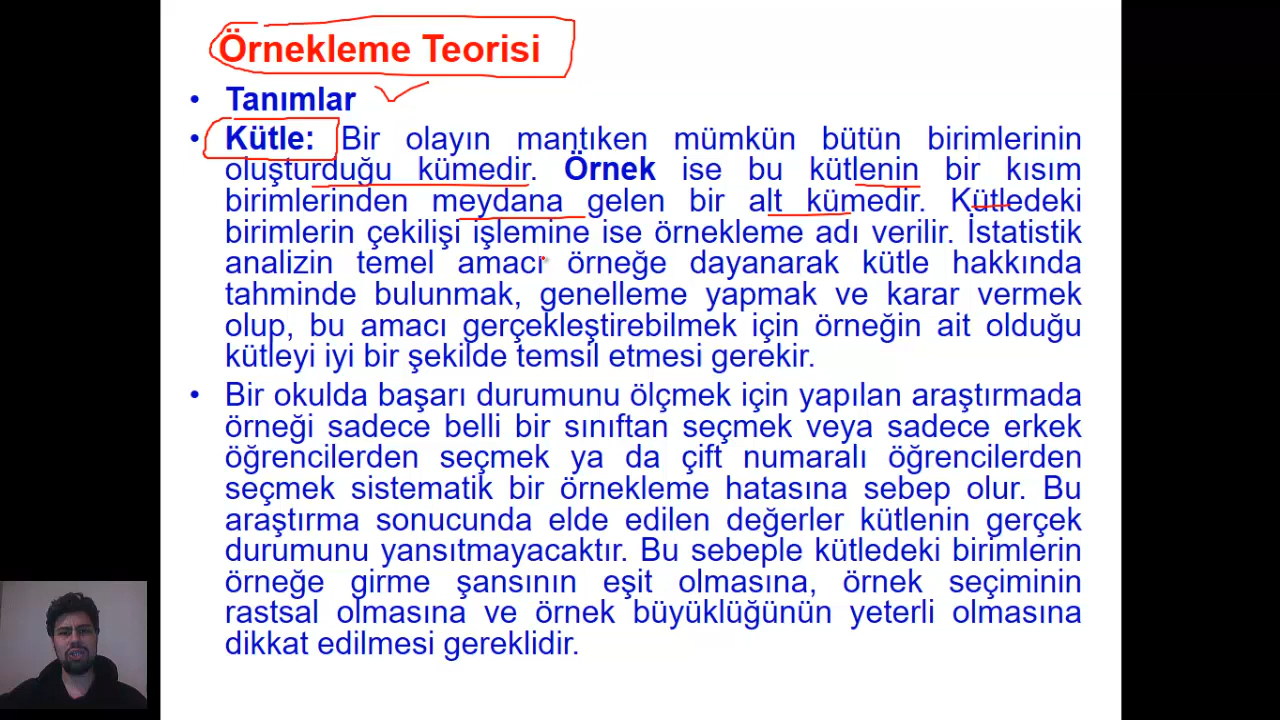 Örnekleme Teorisi
• Tanımlar
• Kütle: Bir olayın mantıken mümkün bütün birimlerinin
oluşturduğu kümedir. Örnek ise bu kütlenin bir kısım
birimlerinden meydana gelen bir alt kümedir. Kütledeki
birimlerin çekilişi işlemine ise örnekleme adı verilir. İstatistik
analizin temel amacı örneğe dayanarak kütle hakkında
tahminde bulunmak, genelleme yapmak ve karar vermek
olup, bu amacı gerçekleştirebilmek için örneğin ait olduğu
kütleyi iyi bir şekilde temsil etmesi gerekir.
• Bir okulda başarı durumunu ölçmek için yapılan araştırmada
örneği sadece belli bir sınıftan seçmek veya sadece erkek
öğrencilerden seçmek ya da çift numaralı öğrencilerden
seçmek sistematik bir örnekleme hatasına sebep olur. Bu
araştırma sonucunda elde edilen değerler kütlenin gerçek
durumunu yansıtmayacaktır. Bu sebeple kütledeki birimlerin
örneğe girme şansının eşit olmasına, örnek seçiminin
rastsal olmasına ve örnek büyüklüğünün yeterli olmasına
dikkat edilmesi gereklidir.